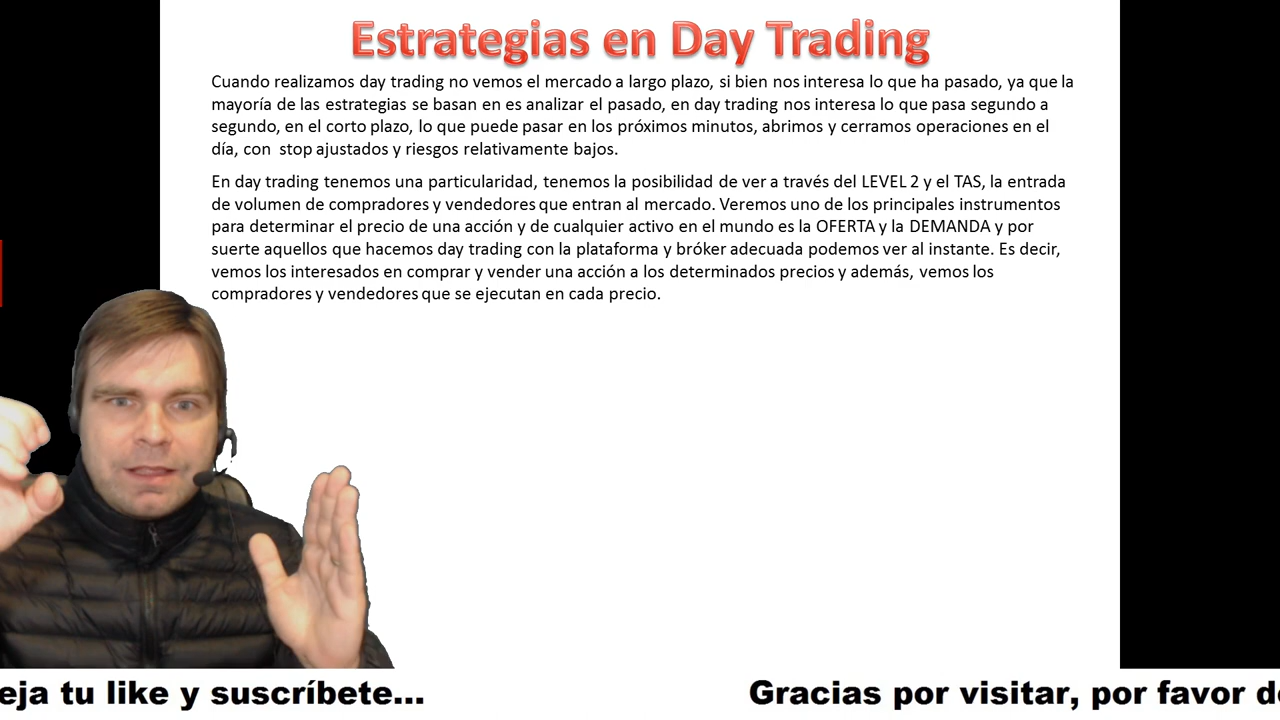 Estrategias en Day Trading
Cuando realizamos day trading no vemos el mercado a largo plazo, si bien nos interesa lo que ha pasado, ya que la
mayoría de las estrategias se basan en es analizar el pasado, en day trading nos interesa lo que pasa segundo a
segundo, en el corto plazo, lo que puede pasar en los próximos minutos, abrimos y cerramos operaciones en el
día, con stop ajustados y riesgos relativamente bajos.
En day trading tenemos una particularidad, tenemos la posibilidad de ver a través del LEVEL 2 y el TAS, la entrada
de volumen de compradores y vendedores que entran al mercado. Veremos uno de los principales instrumentos
para determinar el precio de una acción y de cualquier activo en el mundo es la OFERTA y la DEMANDA y por
suerte aquellos que hacemos day trading con la plataforma y bróker adecuada podemos ver al instante. Es decir,
vemos los interesados en comprar y vender una acción a los determinados precios y además, vemos los
compradores y vendedores que se ejecutan en cada precio.
eja tu like y suscríbete... Gracias por visitar, por favor de